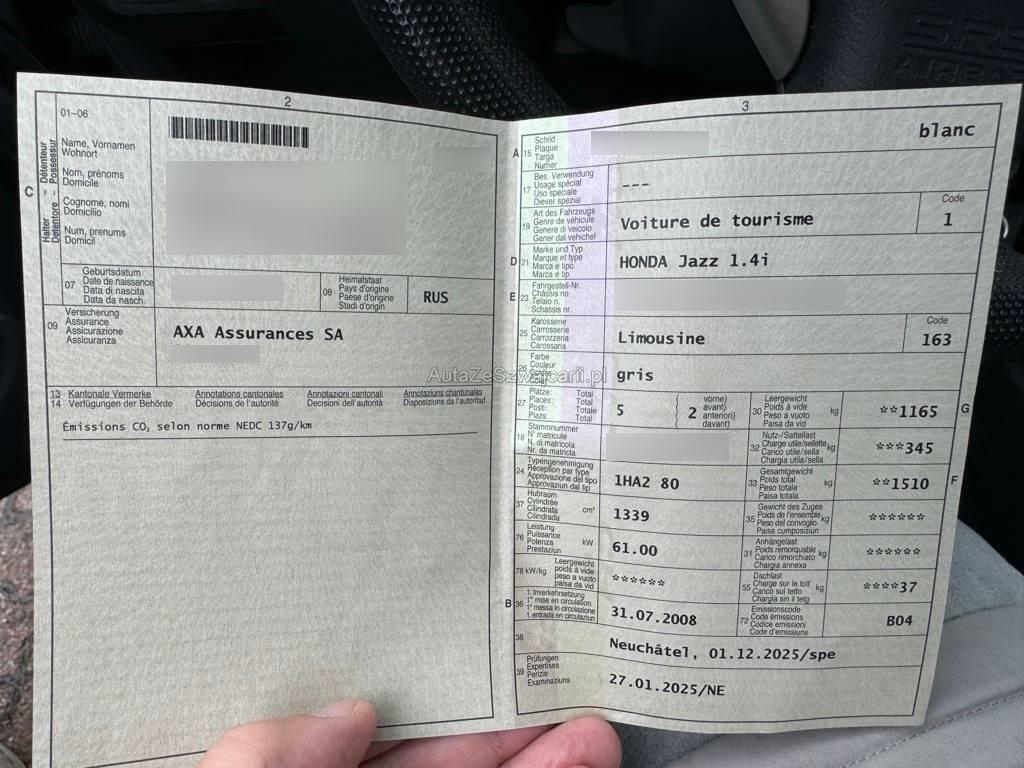 SRS
AIRBAG
2
01-06
C
Halter Détenteur
Detentore Possessur
Name, Vornamen
Wohnort
Nom, prénoms
Domicile
Cognome, nomi
Domicilio
Num, prenums
Domicil
07
Geburtsdatum
Date de naissance
Data di nascita
Data da nasch.
08
Heimatstaat
Pays d'origine
Paese d'origine
Stadi d'origin
RUS
09
Versicherung
Assurance
Assicurazione
Assicuranza
AXA Assurances SA
13 Kantonale Vermerke Annotations cantonales Annotazioni cantonali Annotaziuns chantunalas
14 Verfügungen der Behörde Décisions de l'autorité Decisioni dell'autorità Disposiziuns da l'autoritad
Émissions CO₂ selon norme NEDC 137g/km
3
A 15
Schild
Plaque
Targa
Numer
blanc
17
Bes. Verwendung
Usage spécial
Uso speciale
Diever spezial
---
19
Art des Fahrzeugs
Genre de véhicule
Genere di veicolo
Gener dal vehichel
Voiture de tourisme
Code
1
D 21
Marke und Typ
Marque et type
Marca e tipo
Marca e tip
HONDA Jazz 1.4i
E 23
Fahrgestell-Nr.
Châssis no
Telaio n.
Schassis nr.
25
Karosserie
Carrosserie
Carrozzeria
Carossaria
Limousine
Code
163
26
Farbe
Couleur
Colore
Colur
gris
AutaZeSzwajcarii.pl
27
Plätze: Total
Places: Total
Posti: Totale
Plazs: Total
5
( 2
vorne)
avant)
anteriori)
davant)
30
Leergewicht
Poids à vide
Peso a vuoto
Paisa da vid
kg
**1165
G
18
Stammnummer
N° matricule
N. di matricola
Nr. da matricla
32
Nutz-/Sattellast
Charge utile/sellette
Carico utile/sella
Chargia utila/sella
kg
***345
24
Typengenehmigung
Réception par type
Approvazione del tipo
Approvaziun dal tip
1HA2 80
33
Gesamtgewicht
Poids total
Peso totale
Paisa totala
kg
**1510
F
37
Hubraum
Cylindrée
Cilindrata
Cilindrada
cm³
1339
35
Gewicht des Zuges
Poids de l'ensemble
Peso del convoglio
Paisa cumposiziun
kg
******
76
Leistung
Puissance
Potenza
Prestaziun
kW
61.00
31
Anhängelast
Poids remorquable
Carico rimorchiato
Chargia annexa
kg
******
78 kW/kg
Leergewicht
poids à vide
peso a vuoto
paisa da vid
******
55
Dachlast
Charge sur le toit
Carico sul tetto
Chargia sin il tetg
kg
****37
B 36
1. Inverkehrsetzung
1re mise en circulation
1a messa in circolazione
1. entrada en circulaziun
31.07.2008
72
Emissionscode
Code émissions
Codice emissioni
Code d'emissiuns
B04
38
Neuchâtel, 01.12.2025/spe
39
Prüfungen
Expertises
Perizie
Examinaziuns
27.01.2025/NE